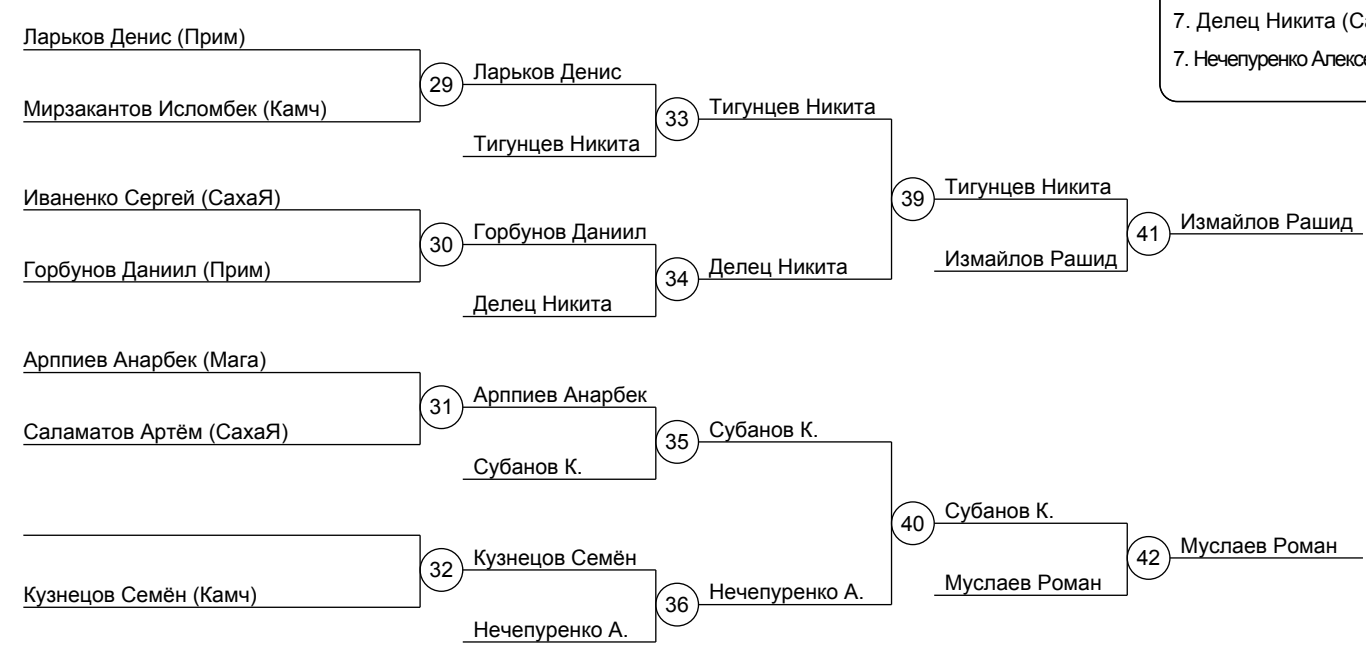 7. Делец Никита (Са
Ларьков Денис (Прим)
7. Нечепуренко Алексе
29
Ларьков Денис
Мирзакантов Исломбек (Камч)
33
Тигунцев Никита
Тигунцев Никита
Иваненко Сергей (СахаЯ)
39
Тигунцев Никита
30
Горбунов Даниил
41
Измайлов Рашид
Горбунов Даниил (Прим)
34
Делец Никита
Измайлов Рашид
Делец Никита
Арппиев Анарбек (Мага)
31
Арппиев Анарбек
Саламатов Артём (СахаЯ)
35
Субанов К.
Субанов К.
40
Субанов К.
32
Кузнецов Семён
42
Муслаев Роман
Кузнецов Семён (Камч)
36
Нечепуренко А.
Муслаев Роман
Нечепуренко А.